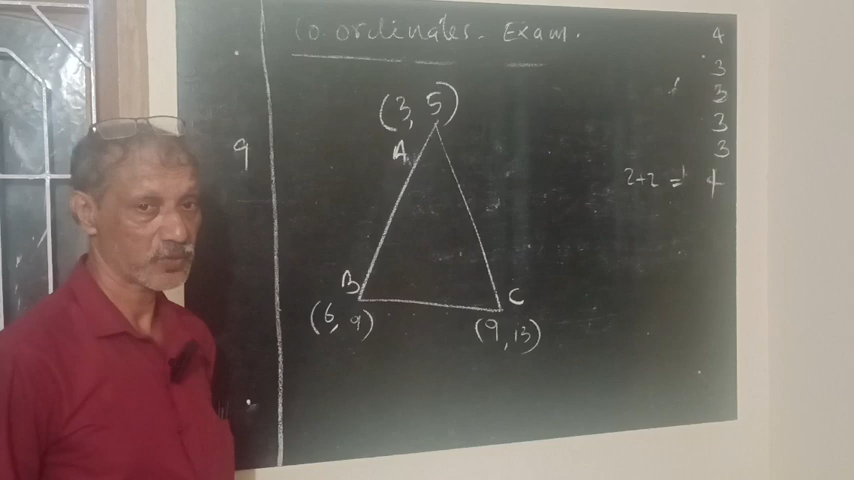 Co.ordinates. Exam.
9
(3, 5)
A
B
(6, 9)
C
(9, 13)
4
3
3
3
3
2+2 = 4